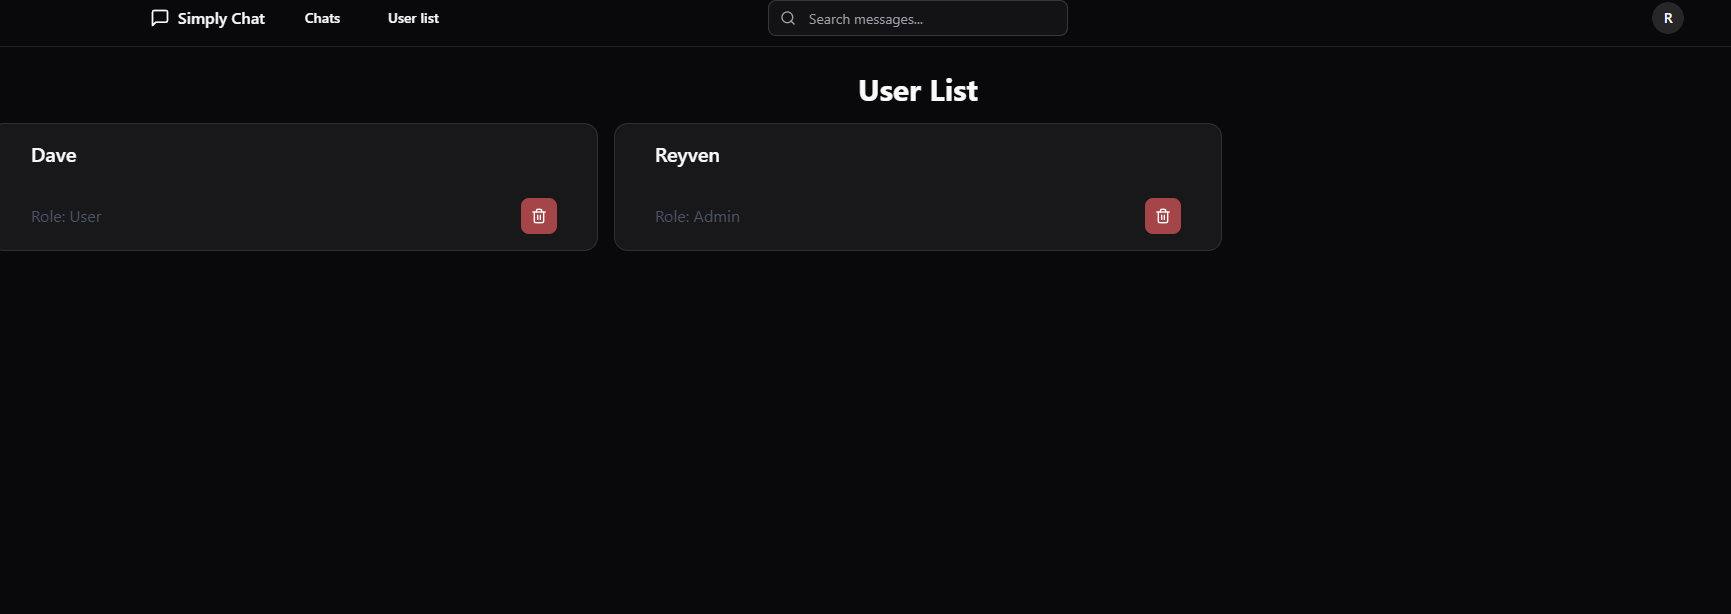 Simply Chat Chats User list Search messages... R
User List
Dave
Role: User
Reyven
Role: Admin